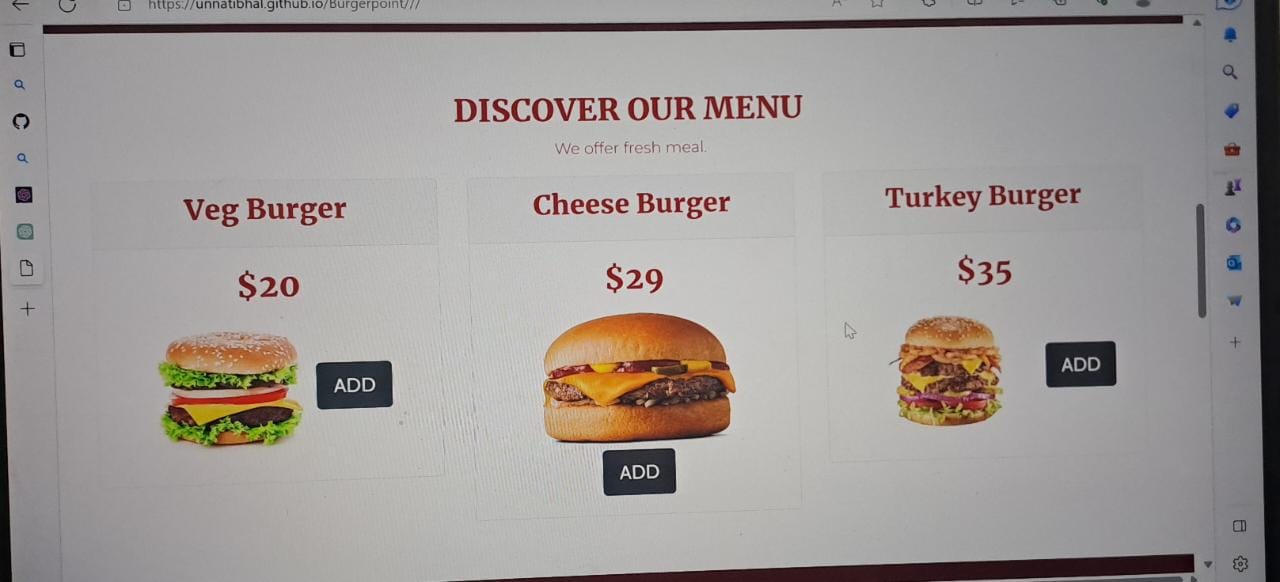 https://unnatibhal.github.io/Burgerpoint///
DISCOVER OUR MENU
We offer fresh meal.
Veg Burger
$20
ADD
Cheese Burger
$29
ADD
Turkey Burger
$35
ADD